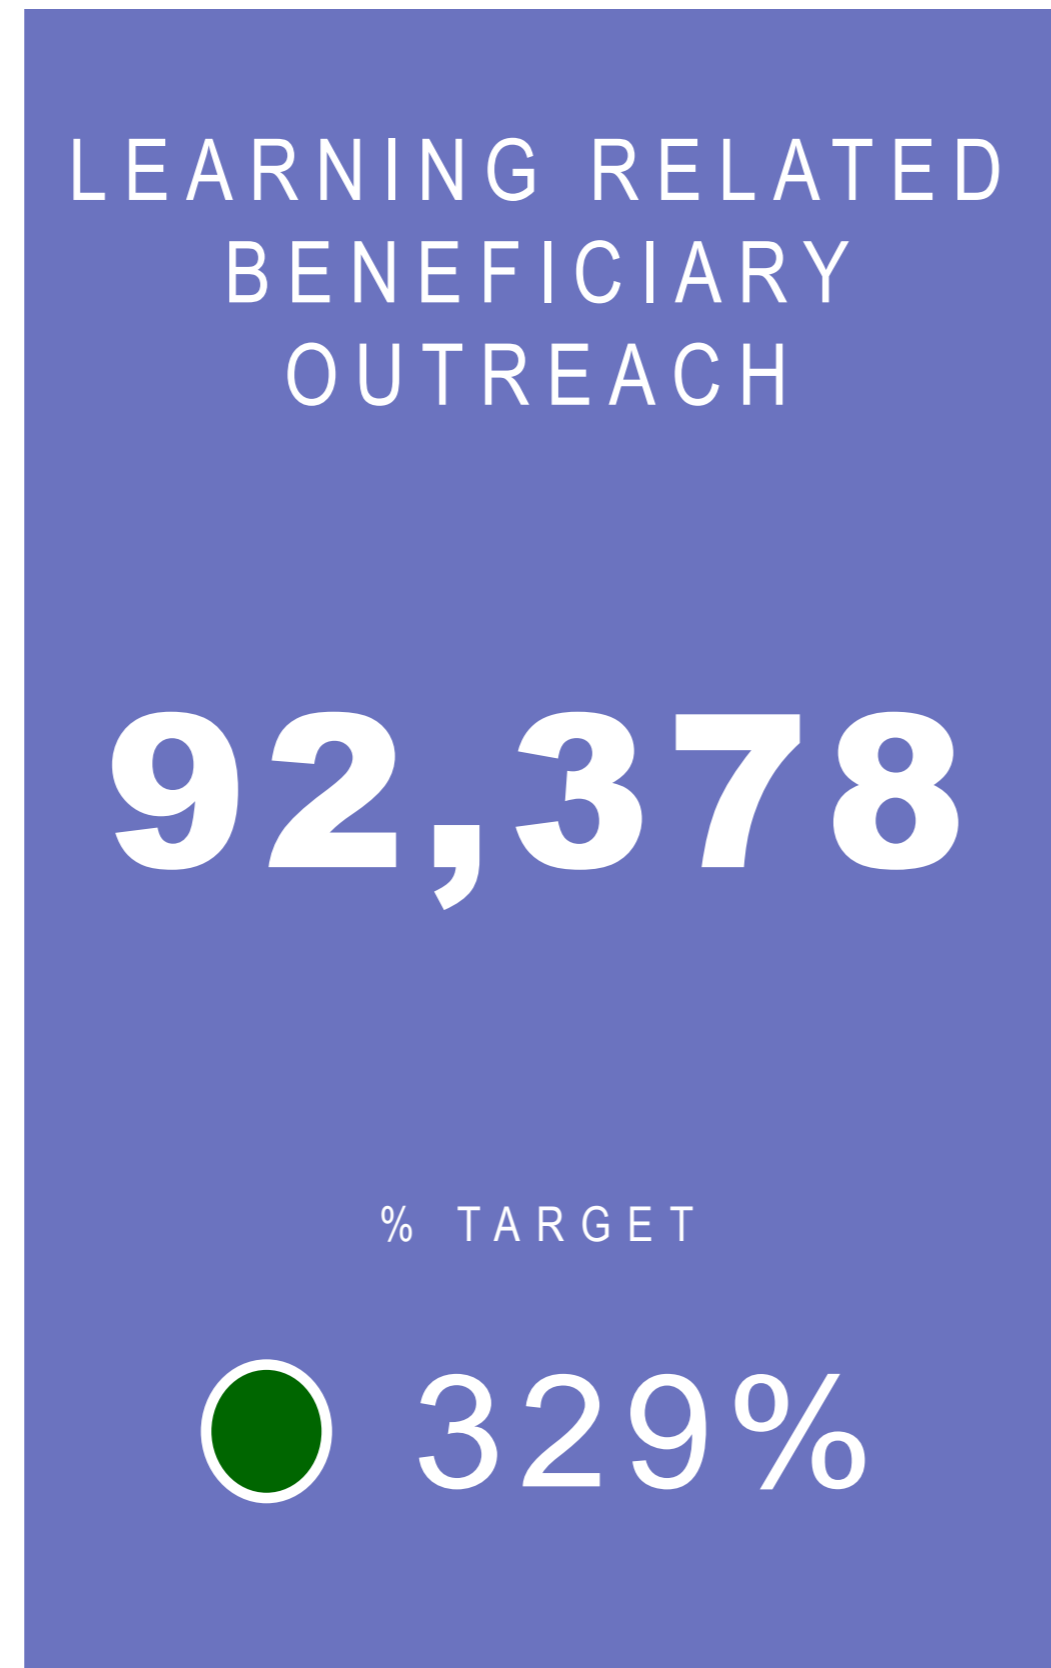 LEARNING RELATED
BENEFICIARY
OUTREACH
92,378
% TARGET
329%